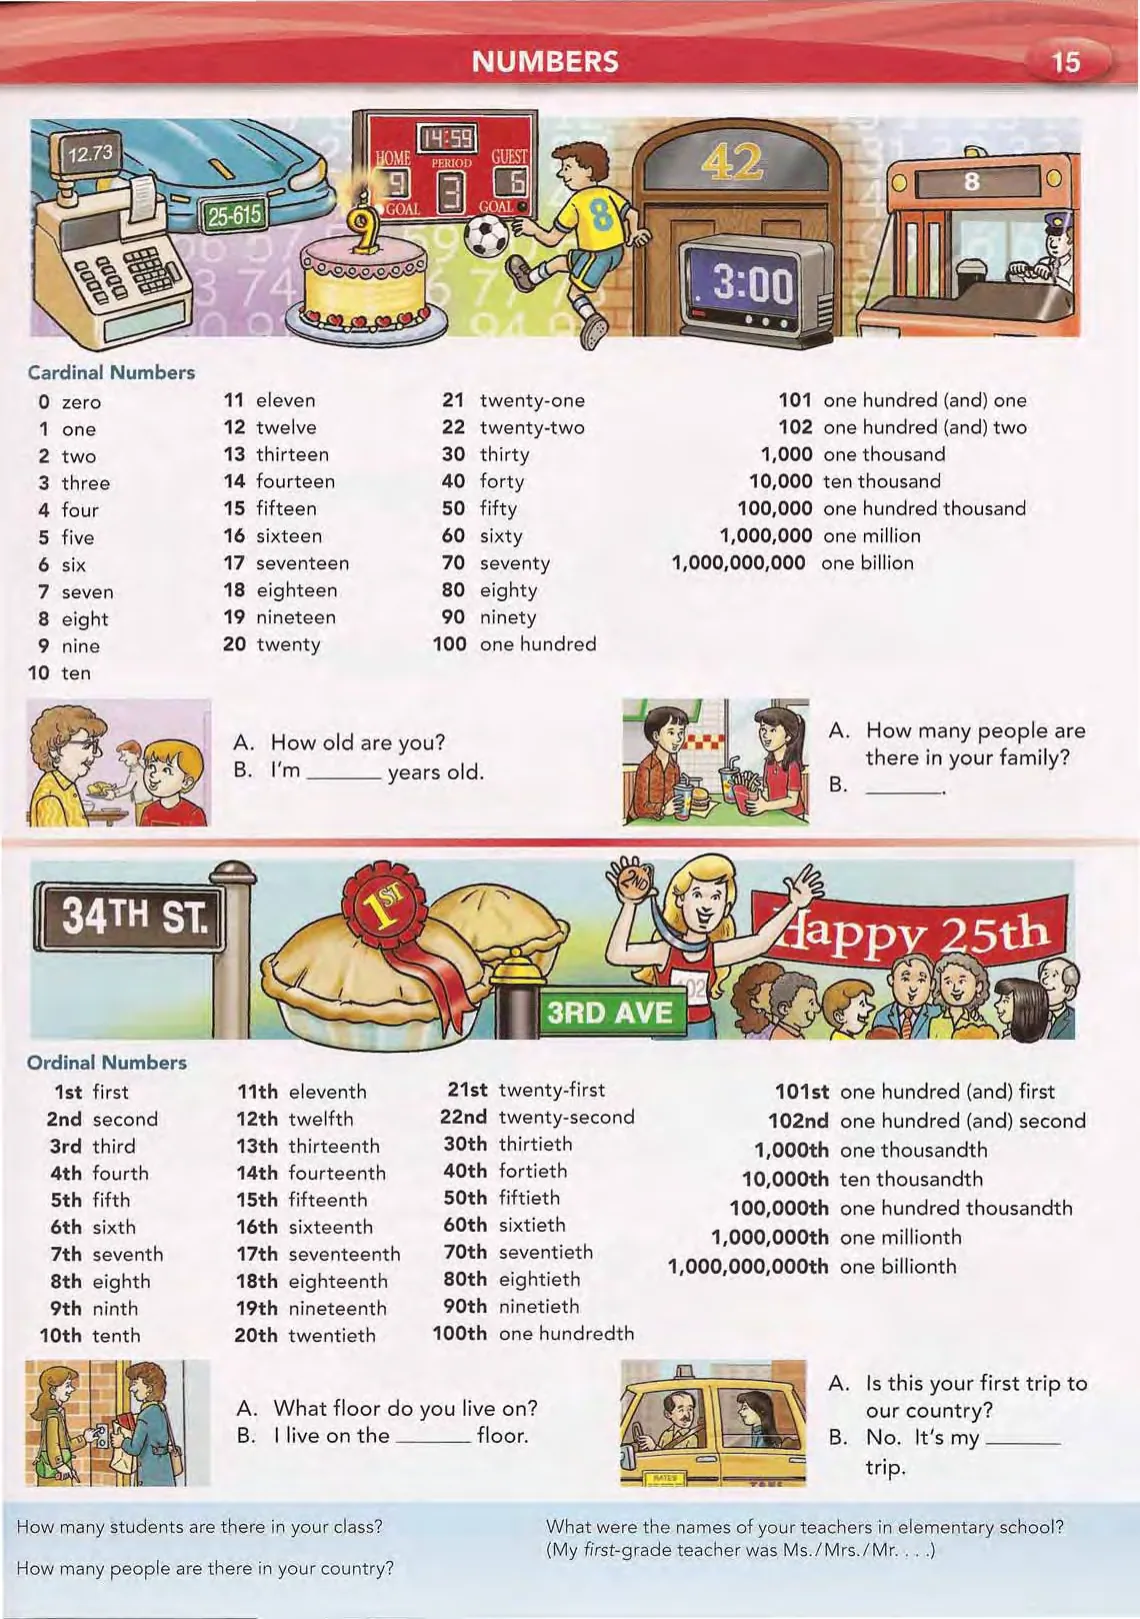 NUMBERS
15
12.73
25-615
14:59
HOME PERIOD GUEST
9 3 6
GOAL GOAL
9
8
42
3:00
8
Cardinal Numbers
0 zero
1 one
2 two
3 three
4 four
5 five
6 six
7 seven
8 eight
9 nine
10 ten
11 eleven
12 twelve
13 thirteen
14 fourteen
15 fifteen
16 sixteen
17 seventeen
18 eighteen
19 nineteen
20 twenty
21 twenty-one
22 twenty-two
30 thirty
40 forty
50 fifty
60 sixty
70 seventy
80 eighty
90 ninety
100 one hundred
101 one hundred (and) one
102 one hundred (and) two
1,000 one thousand
10,000 ten thousand
100,000 one hundred thousand
1,000,000 one million
1,000,000,000 one billion
A. How old are you?
B. I'm ______ years old.
A. How many people are
there in your family?
B. ______.
34TH ST.
1ST
2ND
3RD AVE
Happy 25th
Ordinal Numbers
1st first
2nd second
3rd third
4th fourth
5th fifth
6th sixth
7th seventh
8th eighth
9th ninth
10th tenth
11th eleventh
12th twelfth
13th thirteenth
14th fourteenth
15th fifteenth
16th sixteenth
17th seventeenth
18th eighteenth
19th nineteenth
20th twentieth
21st twenty-first
22nd twenty-second
30th thirtieth
40th fortieth
50th fiftieth
60th sixtieth
70th seventieth
80th eightieth
90th ninetieth
100th one hundredth
101st one hundred (and) first
102nd one hundred (and) second
1,000th one thousandth
10,000th ten thousandth
100,000th one hundred thousandth
1,000,000th one millionth
1,000,000,000th one billionth
A. What floor do you live on?
B. I live on the ______ floor.
RATES
A. Is this your first trip to
our country?
B. No. It's my ______
trip.
How many students are there in your class?
How many people are there in your country?
What were the names of your teachers in elementary school?
(My first-grade teacher was Ms./Mrs./Mr. . . .)